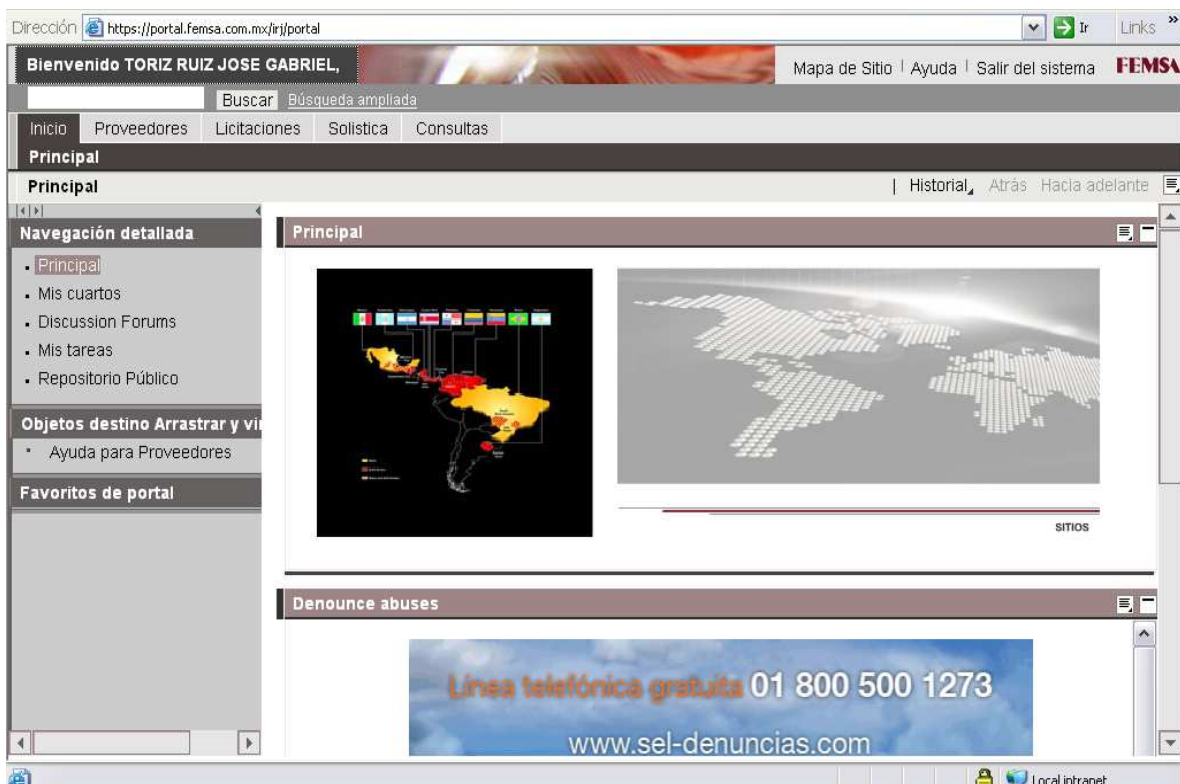 Dirección https://portal.femsa.com.mx/irj/portal Ir Links »
Bienvenido TORIZ RUIZ JOSE GABRIEL, Mapa de Sitio | Ayuda | Salir del sistema FEMSA
Buscar Búsqueda ampliada
Inicio Proveedores Licitaciones Solistica Consultas
Principal
Principal | Historial Atrás Hacia adelante
Navegación detallada
Principal
Mis cuartos
Discussion Forums
Mis tareas
Repositorio Público
Objetos destino Arrastrar y vi
Ayuda para Proveedores
Favoritos de portal
Principal
SITIOS
Denounce abuses
Línea telefónica gratuita 01 800 500 1273
www.sel-denuncias.com
Local intranet